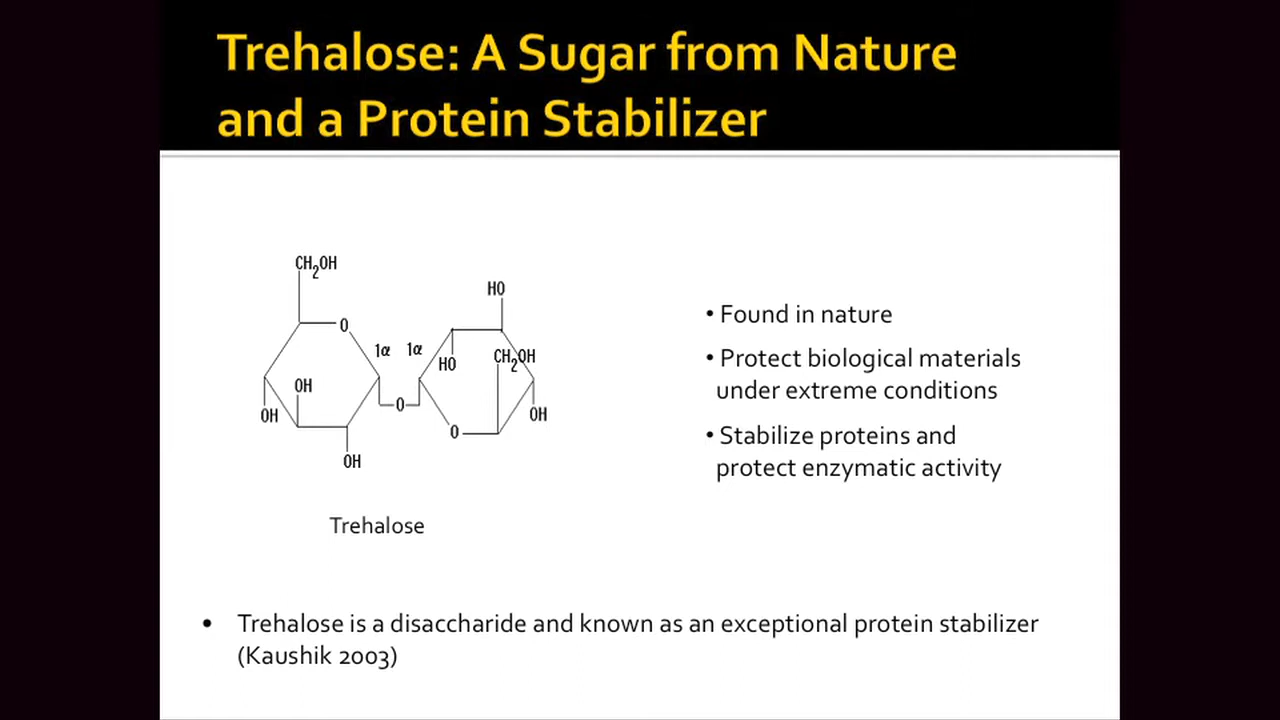 Trehalose: A Sugar from Nature
and a Protein Stabilizer
CH2OH
O
1α
OH
OH
OH
O
1α
HO
HO
CH2OH
OH
O
Trehalose
• Found in nature
• Protect biological materials
under extreme conditions
• Stabilize proteins and
protect enzymatic activity
• Trehalose is a disaccharide and known as an exceptional protein stabilizer
(Kaushik 2003)